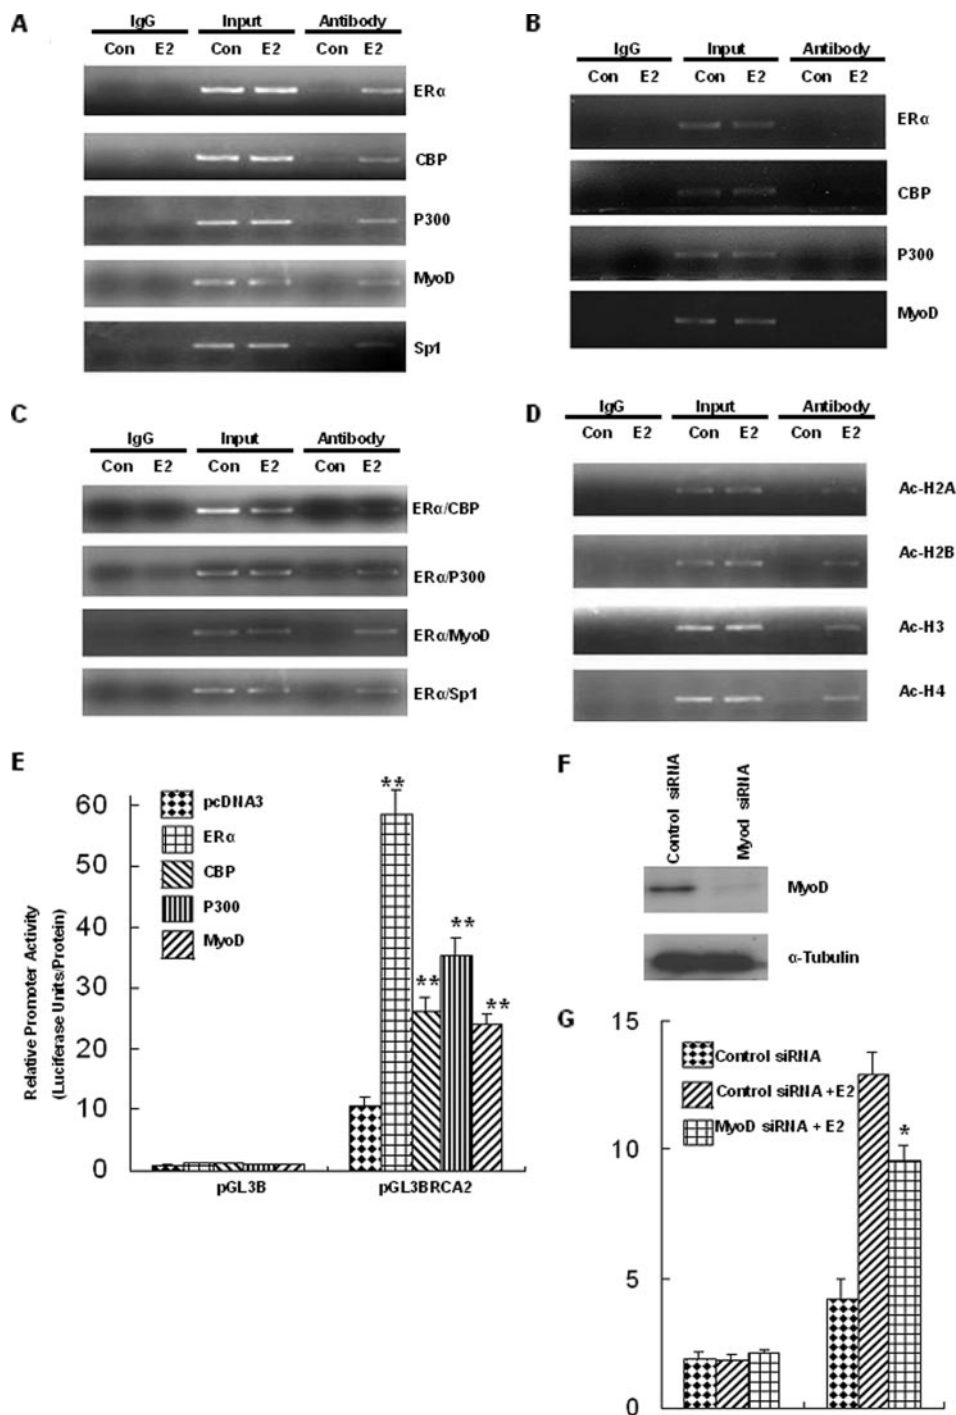 A
IgG Input Antibody
Con E2 Con E2 Con E2
ERα
CBP
P300
MyoD
Sp1
B
IgG Input Antibody
Con E2 Con E2 Con E2
ERα
CBP
P300
MyoD
C
IgG Input Antibody
Con E2 Con E2 Con E2
ERα/CBP
ERα/P300
ERα/MyoD
ERα/Sp1
D
IgG Input Antibody
Con E2 Con E2 Con E2
Ac-H2A
Ac-H2B
Ac-H3
Ac-H4
E
Relative Promoter Activity
(Luciferase Units/Protein)
60
50
40
30
20
10
0
pcDNA3
ERα
CBP
P300
MyoD
**
**
**
**
pGL3B pGL3BRCA2
F
Control siRNA
Myod siRNA
MyoD
α-Tubulin
G
15
10
5
0
Control siRNA
Control siRNA +E2
MyoD siRNA + E2
*